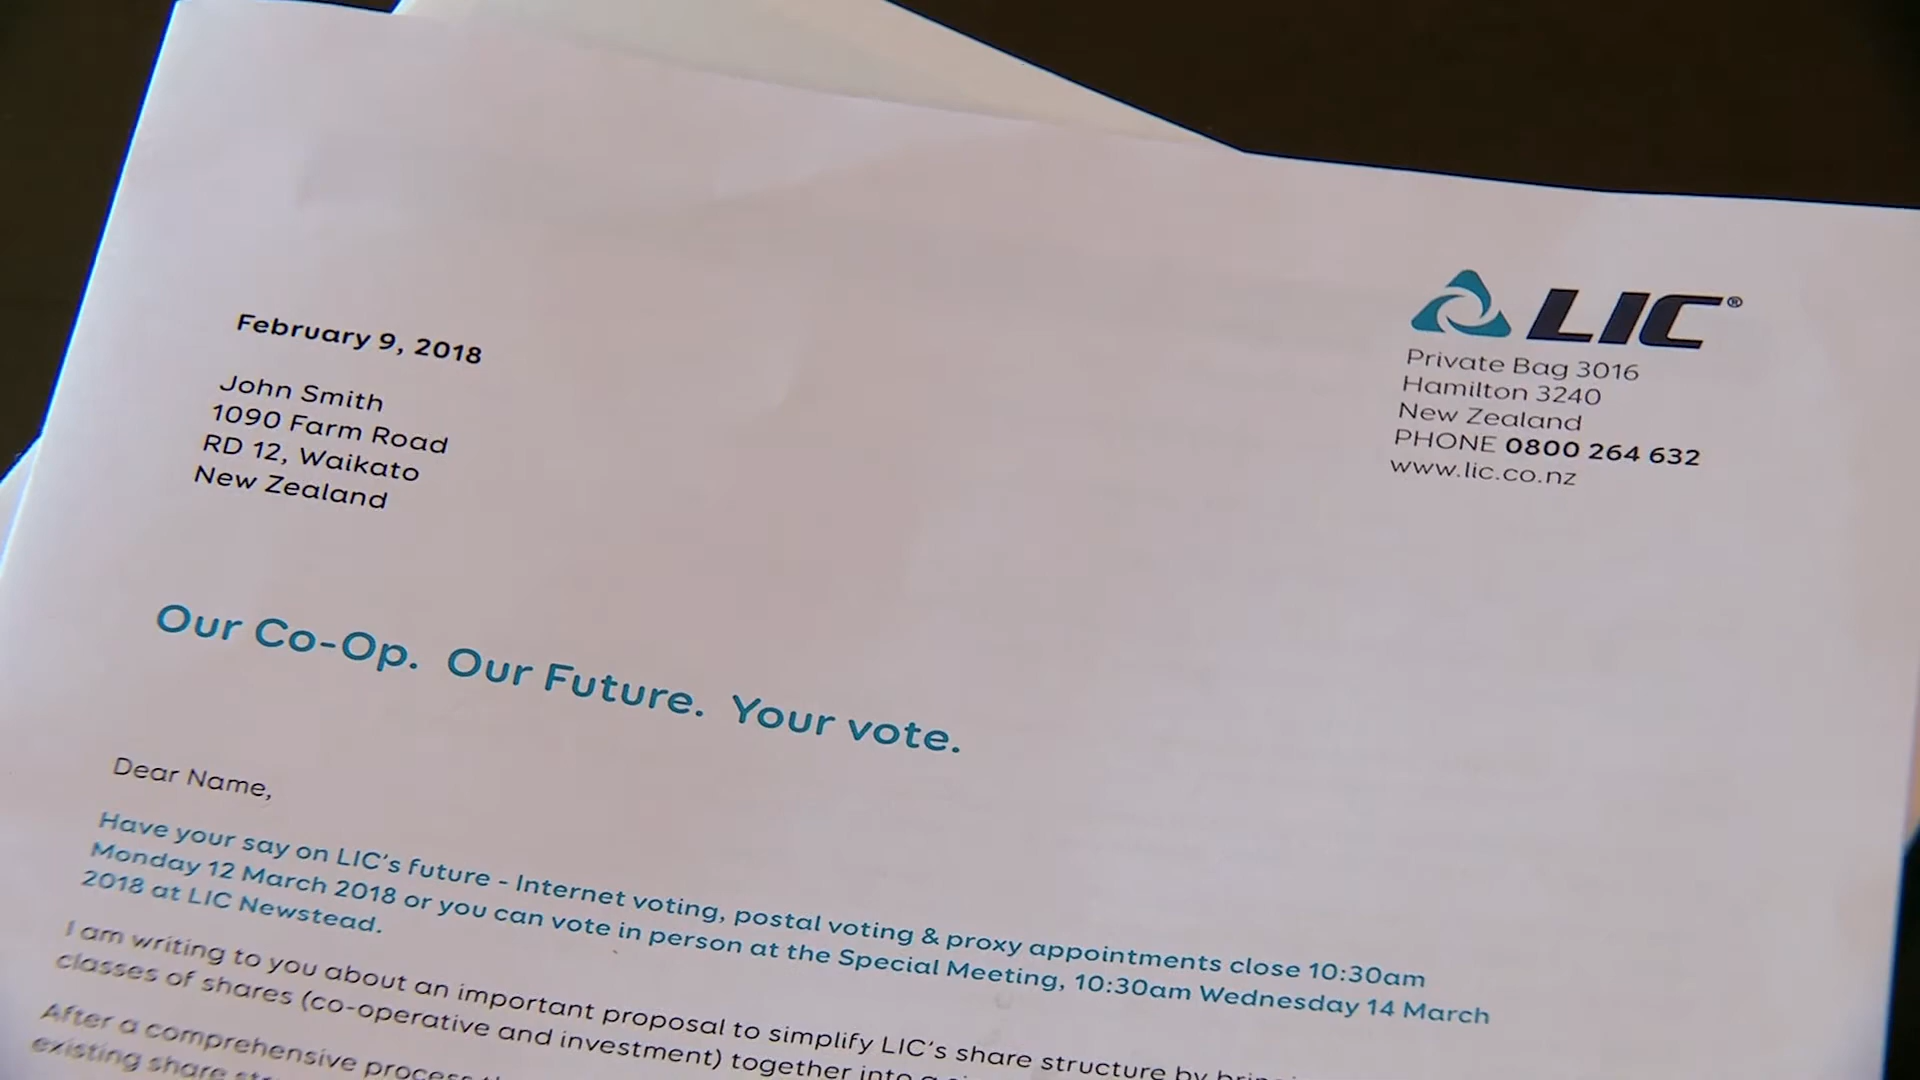 LIC®
Private Bag 3016
Hamilton 3240
New Zealand
PHONE 0800 264 632
www.lic.co.nz
February 9, 2018
John Smith
1090 Farm Road
RD 12, Waikato
New Zealand
Our Co-Op. Our Future. Your vote.
Dear Name,
Have your say on LIC's future - Internet voting, postal voting & proxy appointments close 10:30am
Monday 12 March 2018 or you can vote in person at the Special Meeting, 10:30am Wednesday 14 March
2018 at LIC Newstead.
I am writing to you about an important proposal to simplify LIC's share structure by
classes of shares (co-operative and investment) together into a
After a comprehensive process
existing share